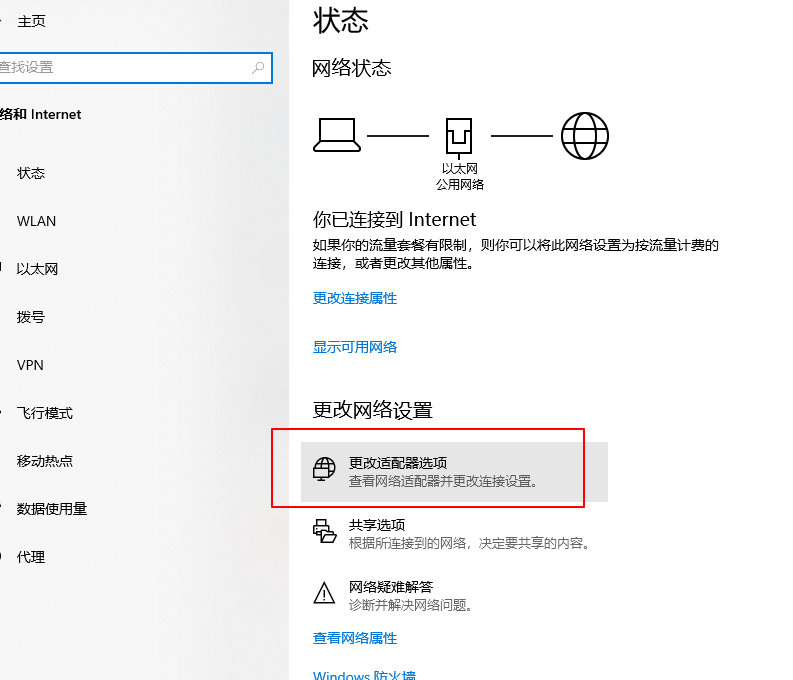 主页
查找设置
络和 Internet
状态
WLAN
以太网
拨号
VPN
飞行模式
移动热点
数据使用量
代理
状态
网络状态
以太网
公用网络
你已连接到 Internet
如果你的流量套餐有限制，则你可以将此网络设置为按流量计费的
连接，或者更改其他属性。
更改连接属性
显示可用网络
更改网络设置
更改适配器选项
查看网络适配器并更改连接设置。
共享选项
根据所连接到的网络，决定要共享的内容。
网络疑难解答
诊断并解决网络问题。
查看网络属性
Windows 防火墙